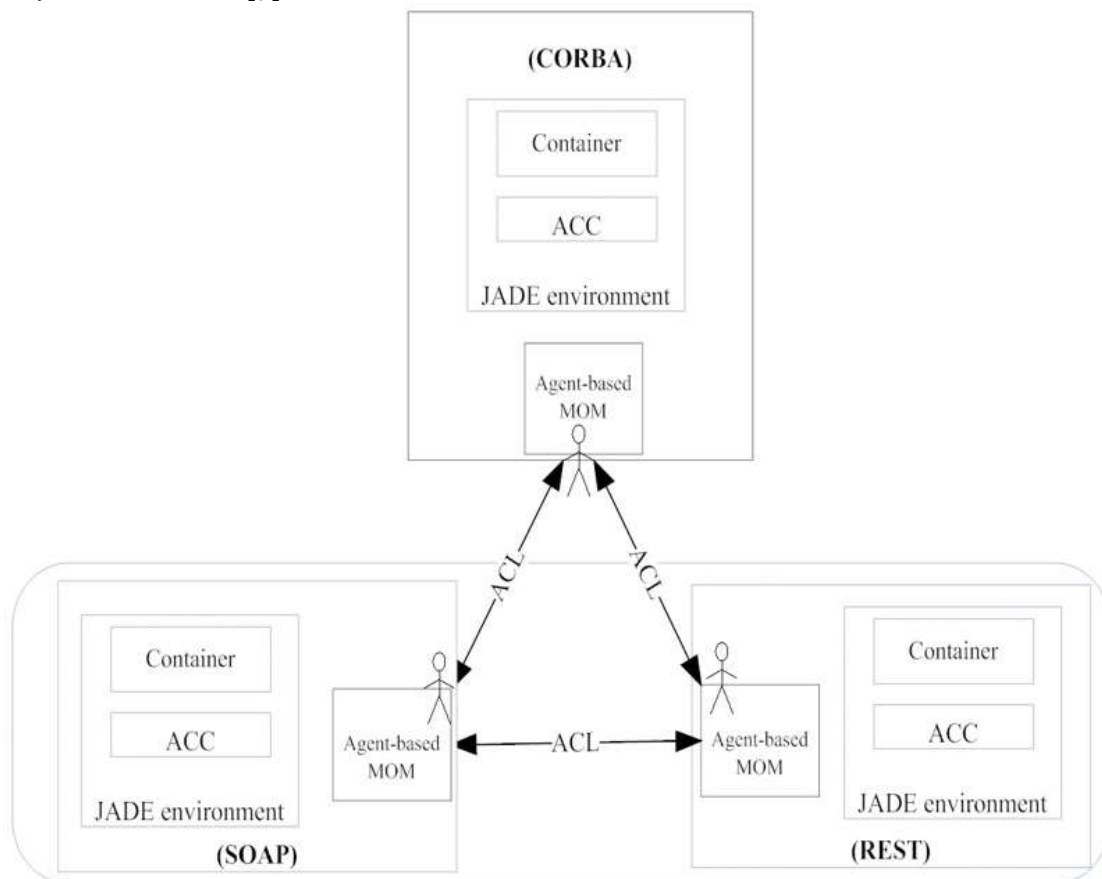 (CORBA)
Container
ACC
JADE environment
Agent-based
MOM
ACL
ACL
Container
ACC
JADE environment
Agent-based
MOM
(SOAP)
ACL
Agent-based
MOM
Container
ACC
JADE environment
(REST)